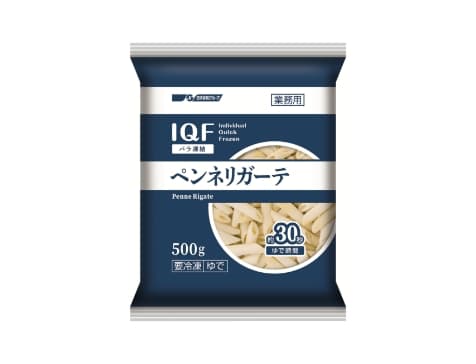 業務用
IQF
Individual
Quick
Frozen
バラ凍結
ペンネリガーテ
Penne Rigate
約30秒
ゆで時間
500g
要冷凍 ゆで